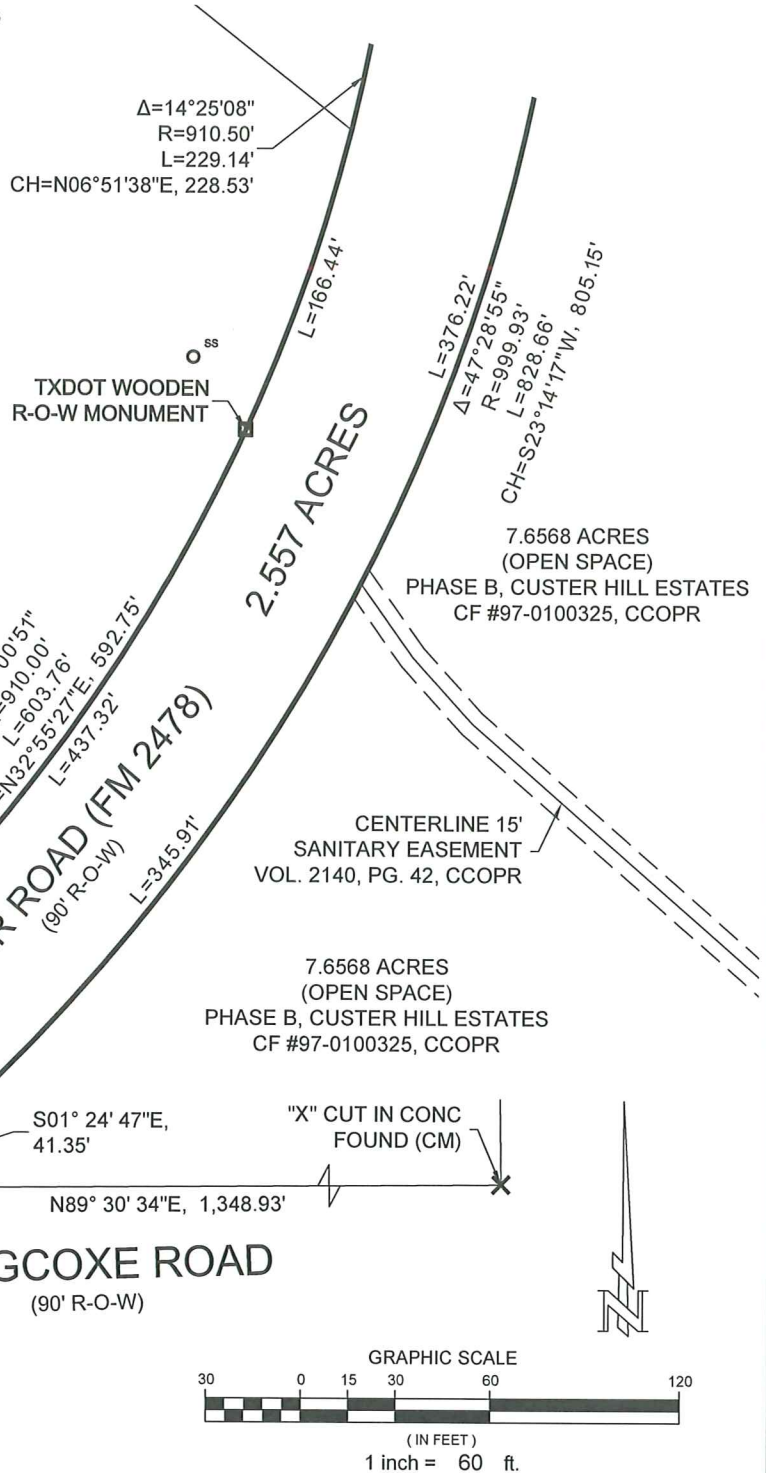 Δ=14°25'08"
R=910.50'
L=229.14'
CH=N06°51'38"E, 228.53'
L=166.44'
SS
TXDOT WOODEN
R-O-W MONUMENT
L=376.22'
Δ=47°28'55"
R=999.93'
L=828.66'
CH=S23°14'17"W, 805.15'
2.557 ACRES
7.6568 ACRES
(OPEN SPACE)
PHASE B, CUSTER HILL ESTATES
CF #97-0100325, CCOPR
00'51"
=910.00'
L=603.76'
=N32°55'27"E, 592.75'
L=437.32'
R ROAD (FM 2478)
(90' R-O-W)
L=345.91'
CENTERLINE 15'
SANITARY EASEMENT
VOL. 2140, PG. 42, CCOPR
7.6568 ACRES
(OPEN SPACE)
PHASE B, CUSTER HILL ESTATES
CF #97-0100325, CCOPR
S01° 24' 47"E,
41.35'
"X" CUT IN CONC
FOUND (CM)
N89° 30' 34"E, 1,348.93'
GCOXE ROAD
(90' R-O-W)
N
GRAPHIC SCALE
30 0 15 30 60 120
( IN FEET )
1 inch = 60 ft.